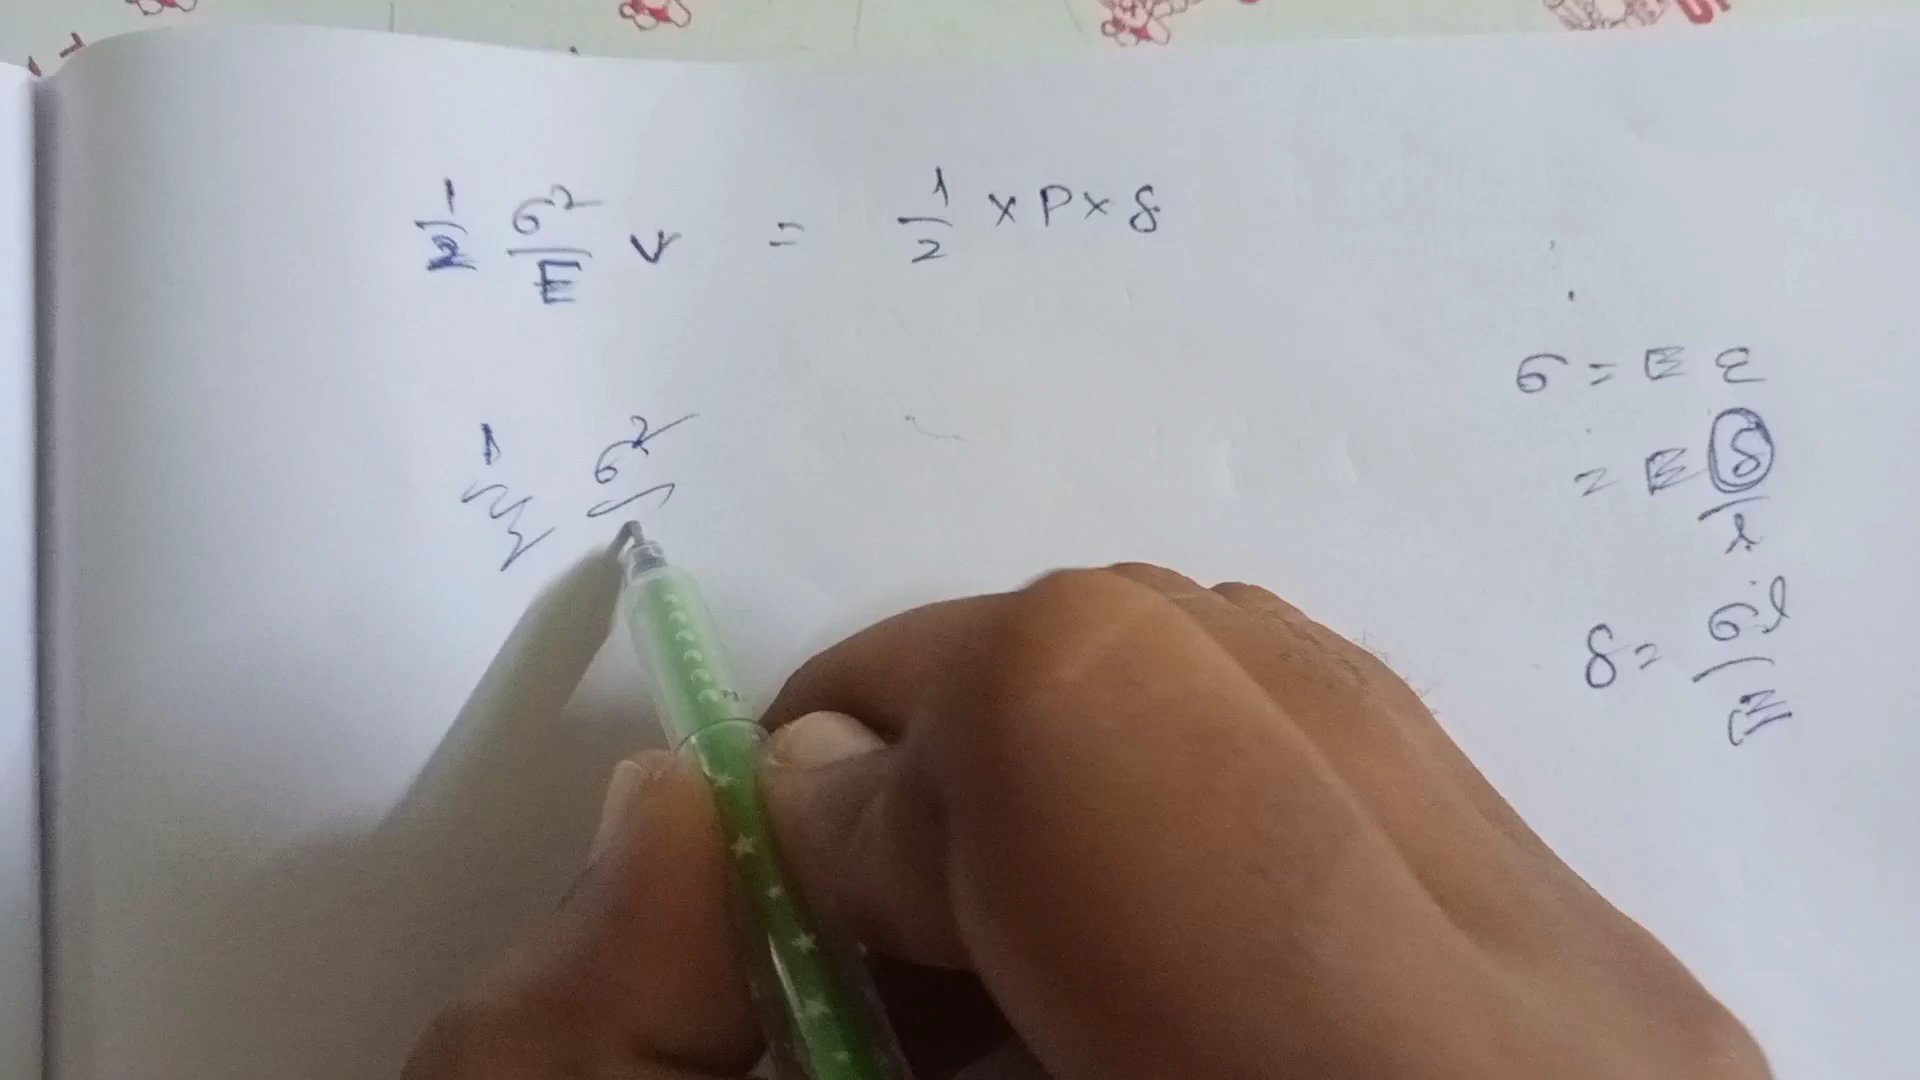 1/2 σ²/E v = 1/2 × P × δ
1/2 σ²
σ = E ε
= E δ/l
δ = σl/E